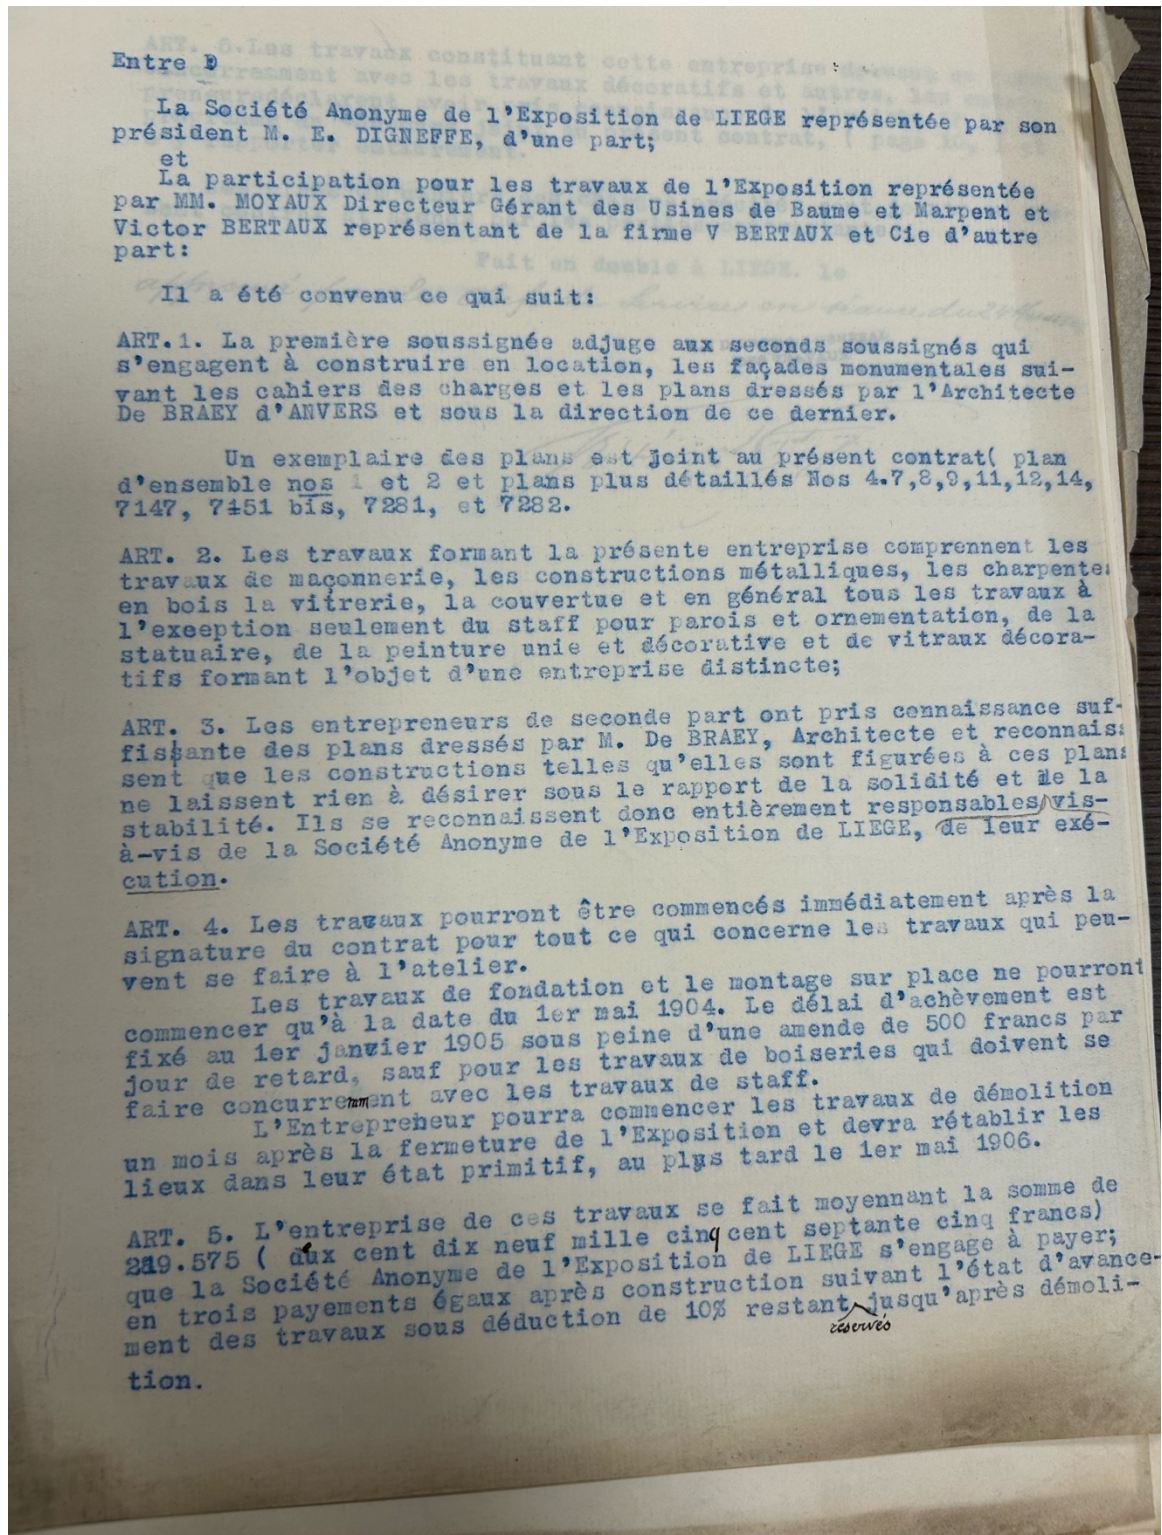 Entre D
La Société Anonyme de l'Exposition de LIEGE représentée par son
président M. E. DIGNEFFE, d'une part;
et
La participation pour les travaux de l'Exposition représentée
par MM. MOYAUX Directeur Gérant des Usines de Baume et Marpent et
Victor BERTAUX représentant de la firme V BERTAUX et Cie d'autre
part:
Il a été convenu ce qui suit:
ART.1. La première soussignée adjuge aux seconds soussignés qui
s'engagent à construire en location, les façades monumentales sui-
vant les cahiers des charges et les plans dressés par l'Architecte
De BRAEY d'ANVERS et sous la direction de ce dernier.
Un exemplaire des plans est joint au présent contrat( plan
d'ensemble nos 1 et 2 et plans plus détaillés Nos 4.7,8,9,11,12,14,
7147, 7151 bis, 7281, et 7282.
ART. 2. Les travaux formant la présente entreprise comprennent les
travaux de maçonnerie, les constructions métalliques, les charpentes
en bois la vitrerie, la couvertue et en général tous les travaux à
l'exeeption seulement du staff pour parois et ornementation, de la
statuaire, de la peinture unie et décorative et de vitraux décora-
tifs formant l'objet d'une entreprise distincte;
ART. 3. Les entrepreneurs de seconde part ont pris connaissance suf-
fissante des plans dressés par M. De BRAEY, Architecte et reconnais-
sent que les constructions telles qu'elles sont figurées à ces plans
ne laissent rien à désirer sous le rapport de la solidité et de la
stabilité. Ils se reconnaissent donc entièrement responsables vis-
à-vis de la Société Anonyme de l'Exposition de LIEGE, de leur exé-
cution.
ART. 4. Les travaux pourront être commencés immédiatement après la
signature du contrat pour tout ce qui concerne les travaux qui peu-
vent se faire à l'atelier.
Les travaux de fondation et le montage sur place ne pourront
commencer qu'à la date du 1er mai 1904. Le délai d'achèvement est
fixé au 1er janvier 1905 sous peine d'une amende de 500 francs par
jour de retard, sauf pour les travaux de boiseries qui doivent se
faire concurremment avec les travaux de staff.
L'Entrepreneur pourra commencer les travaux de démolition
un mois après la fermeture de l'Exposition et devra rétablir les
lieux dans leur état primitif, au plus tard le 1er mai 1906.
ART. 5. L'entreprise de ces travaux se fait moyennant la somme de
219.575 ( deux cent dix neuf mille cinq cent septante cinq francs)
que la Société Anonyme de l'Exposition de LIEGE s'engage à payer;
en trois payements égaux après construction suivant l'état d'avance-
ment des travaux sous déduction de 10% restant jusqu'après démoli-
réservés
tion.